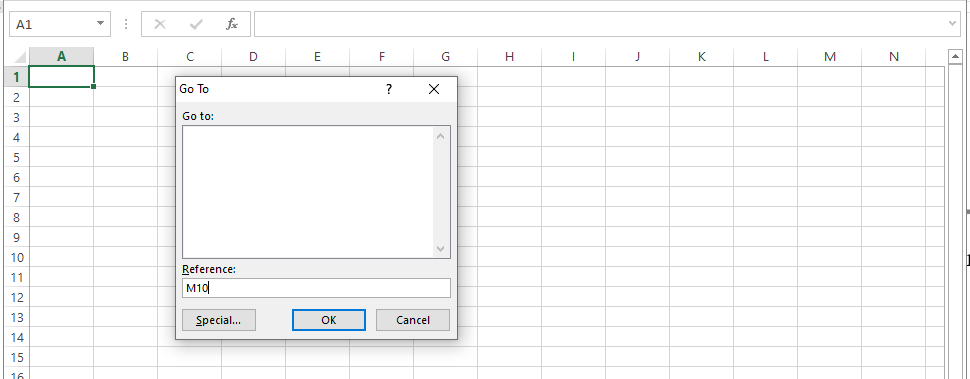 A1 fx
A B C D E F G H I J K L M N
1
2
3
4
5
6
7
8
9
10
11
12
13
14
15
16
Go To ?
Go to:
Reference:
M10
Special... OK Cancel